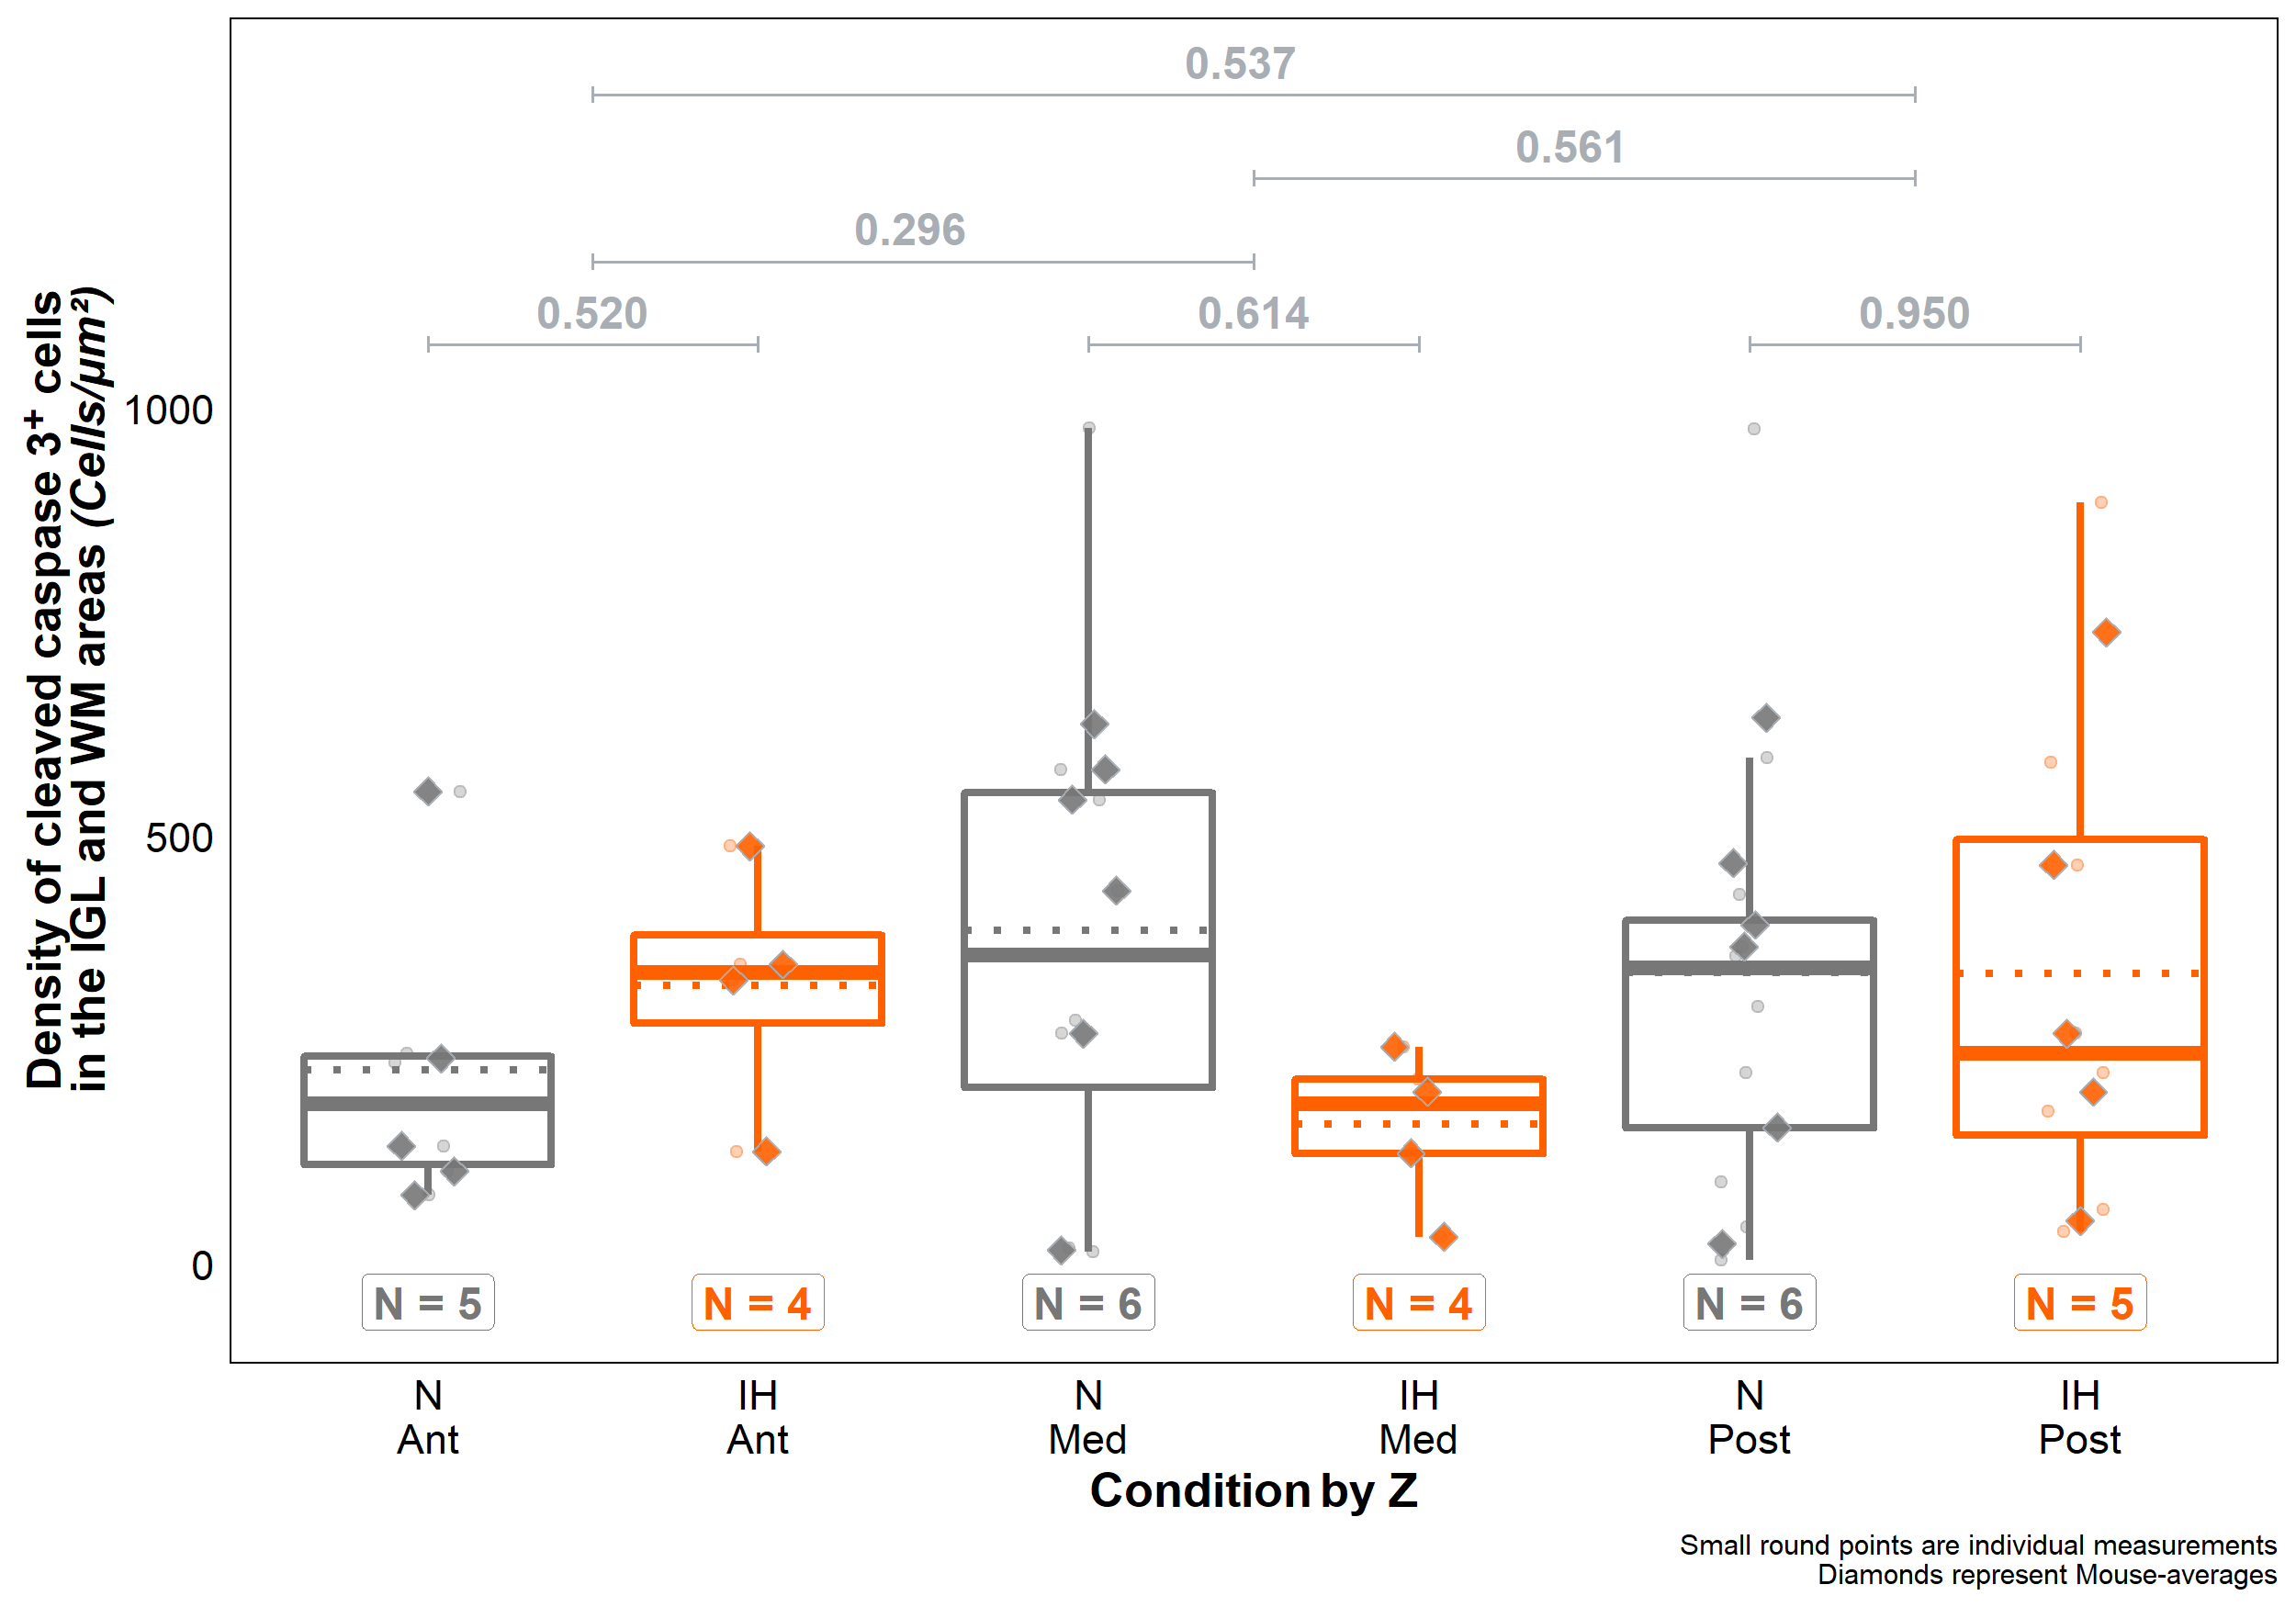 0.537
0.561
0.296
0.520
0.614
0.950
Density of cleaved caspase 3⁺ cells
in the IGL and WM areas (Cells/µm²)
1000
500
0
N = 5
N = 4
N = 6
N = 4
N = 6
N = 5
N
Ant
IH
Ant
N
Med
IH
Med
N
Post
IH
Post
Condition by Z
Small round points are individual measurements
Diamonds represent Mouse-averages